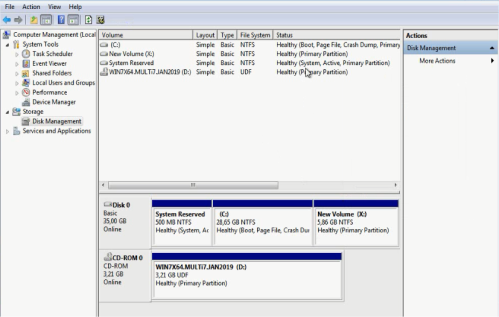 File Action View Help
Computer Management (Local
System Tools
Task Scheduler
Event Viewer
Shared Folders
Local Users and Groups
Performance
Device Manager
Storage
Disk Management
Services and Applications
Volume Layout Type File System Status
(C:) Simple Basic NTFS Healthy (Boot, Page File, Crash Dump, Primary
New Volume (X:) Simple Basic NTFS Healthy (Primary Partition)
System Reserved Simple Basic NTFS Healthy (System, Active, Primary Partition)
WIN7X64.MULTi7.JAN2019 (D:) Simple Basic UDF Healthy (Primary Partition)
Actions
Disk Management
More Actions
Disk 0
Basic
35,00 GB
Online
System Reserved
500 MB NTFS
Healthy (System, Ac
(C:)
28,65 GB NTFS
Healthy (Boot, Page File, Crash Du
New Volume (X:)
5,86 GB NTFS
Healthy (Primary Partition)
CD-ROM 0
CD-ROM
3,21 GB
Online
WIN7X64.MULTi7.JAN2019 (D:)
3,21 GB UDF
Healthy (Primary Partition)